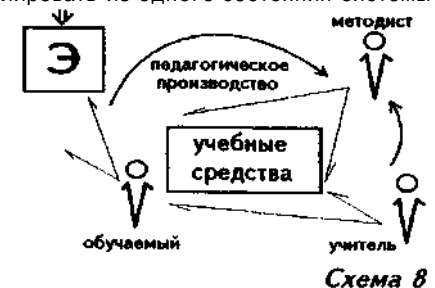 методист
Э
педагогическое
производство
учебные
средства
обучаемый
учитель
Схема 8